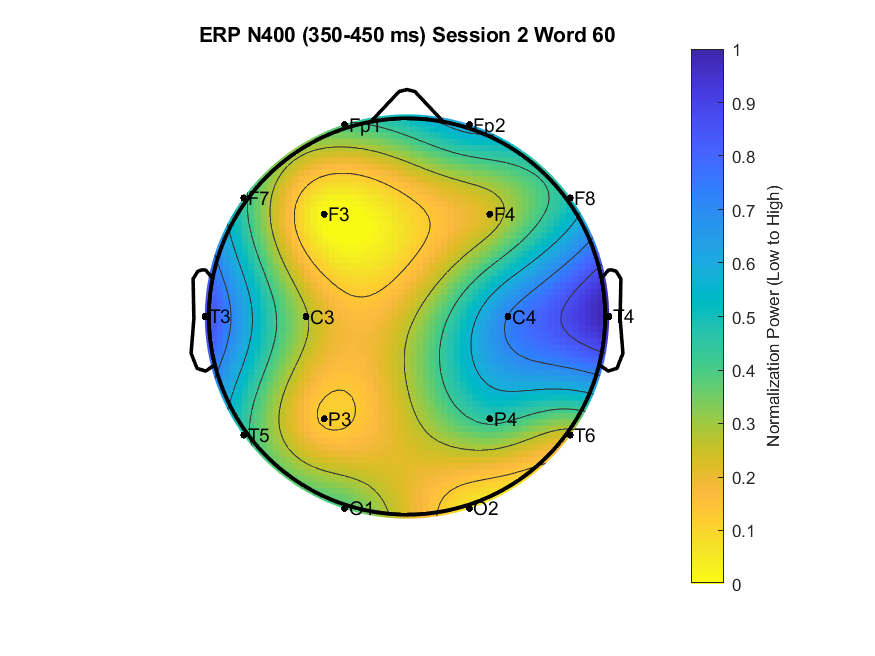 ERP N400 (350-450 ms) Session 2 Word 60
Fp1 Fp2
F7 F8
F3 F4
T3 C3 C4 T4
P3 P4
T5 T6
O1 O2
1
0.9
0.8
0.7
0.6
0.5
0.4
0.3
0.2
0.1
0
Normalization Power (Low to High)